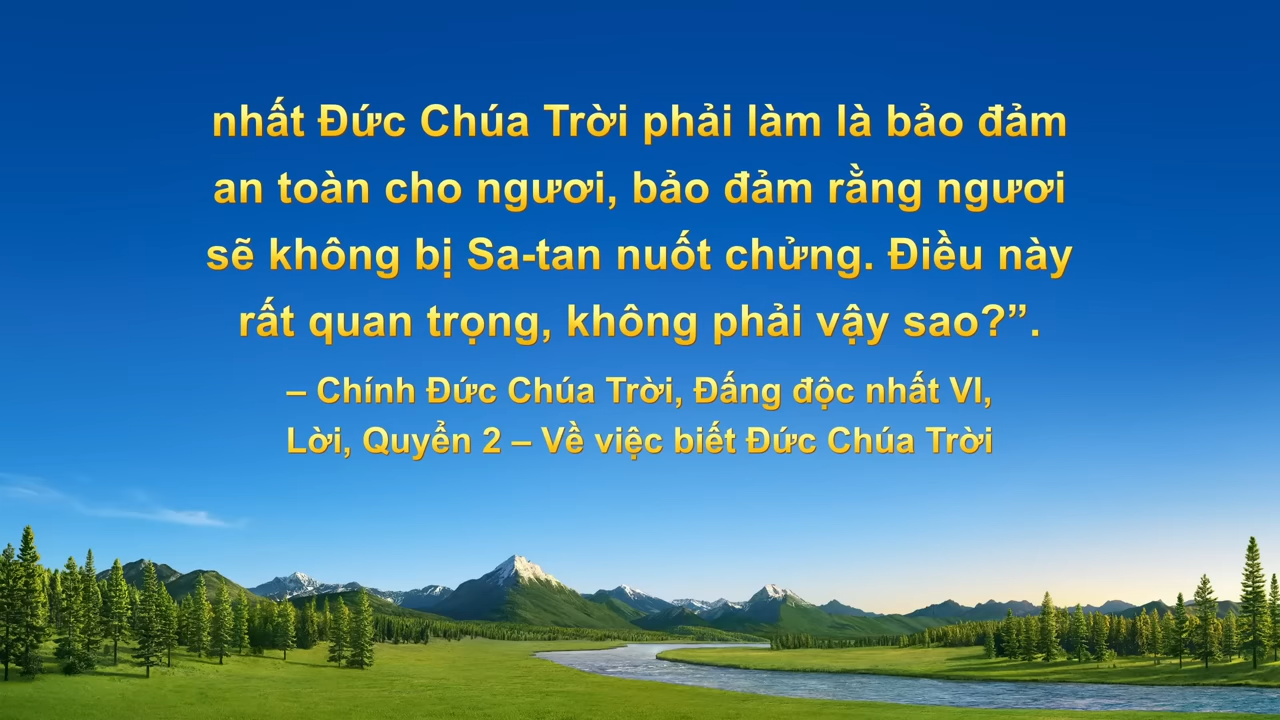 nhất Đức Chúa Trời phải làm là bảo đảm
an toàn cho ngươi, bảo đảm rằng ngươi
sẽ không bị Sa-tan nuốt chửng. Điều này
rất quan trọng, không phải vậy sao?”.
– Chính Đức Chúa Trời, Đấng độc nhất VI,
Lời, Quyển 2 – Về việc biết Đức Chúa Trời